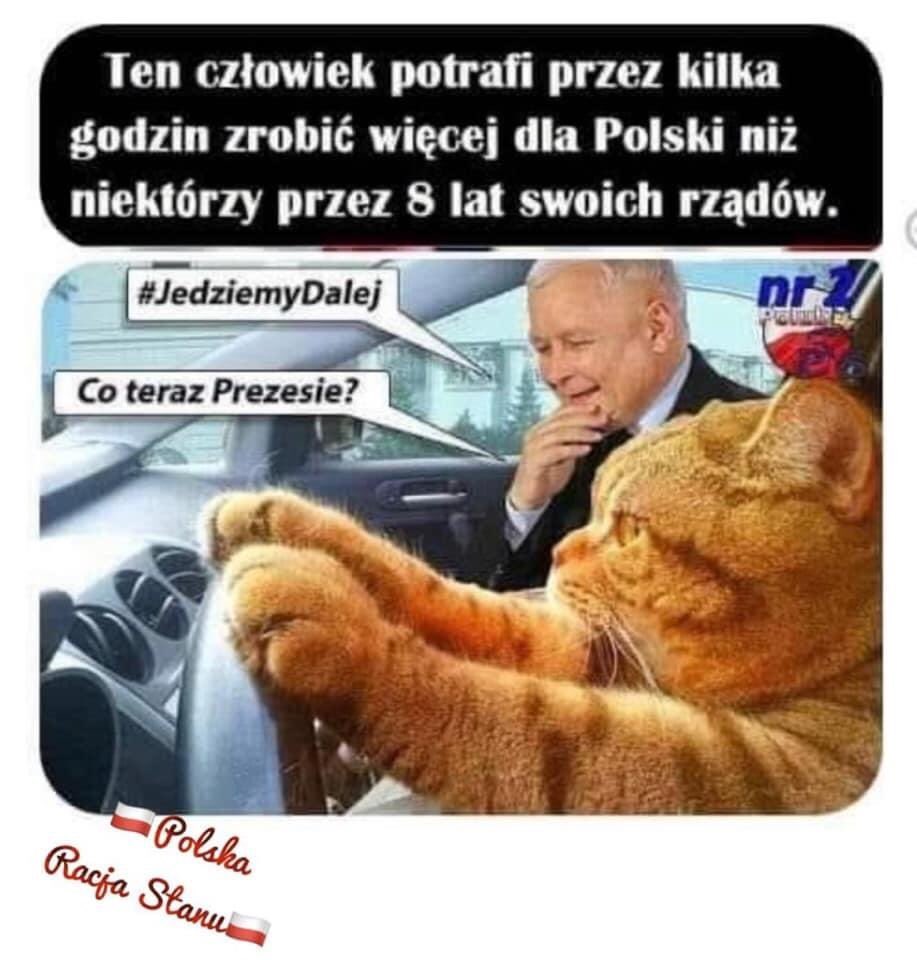 Ten człowiek potrafi przez kilka
godzin zrobić więcej dla Polski niż
niektórzy przez 8 lat swoich rządów.
#JedziemyDalej
nr 2
Co teraz Prezesie?
Polska
Racja Stanu